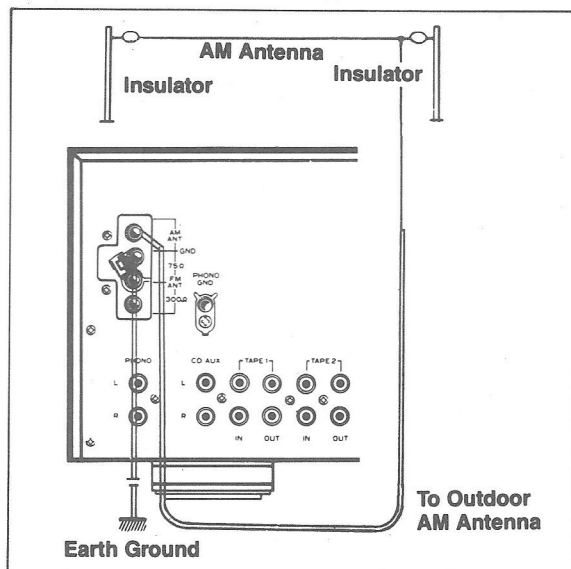 AM Antenna
Insulator
Insulator
AM
ANT
GND
75Ω
FM
ANT
300Ω
PHONO
GND
PHONO
CD AUX
TAPE 1
TAPE 2
L
L
R
R
IN
OUT
IN
OUT
To Outdoor
AM Antenna
Earth Ground